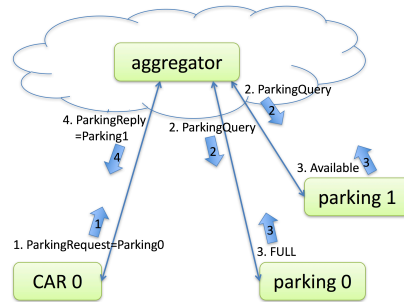 aggregator
2. ParkingQuery
2
4. ParkingReply
=Parking1
2. ParkingQuery
4
2
3. Available
3
parking 1
1
3
1. ParkingRequest=Parking0
3. FULL
CAR 0
parking 0